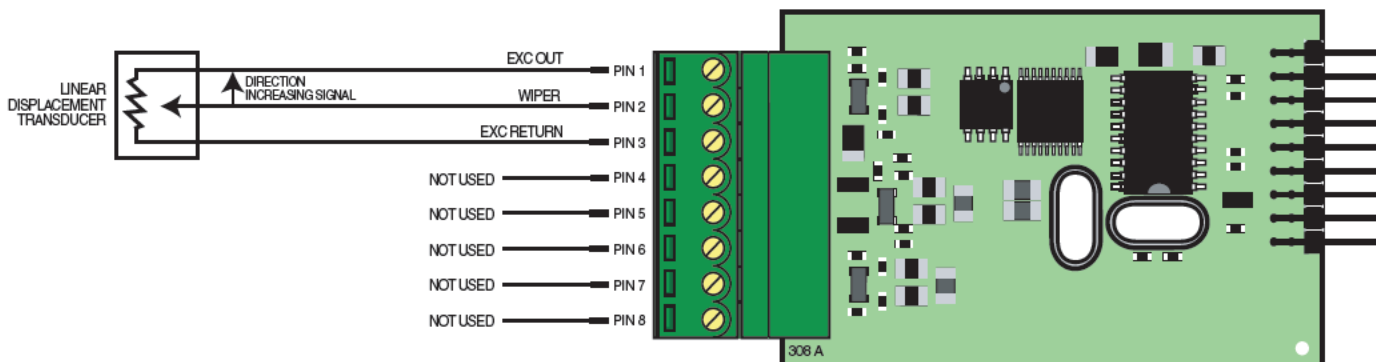 LINEAR
DISPLACEMENT
TRANSDUCER
DIRECTION
INCREASING SIGNAL
EXC OUT
PIN 1
WIPER
PIN 2
EXC RETURN
PIN 3
NOT USED
PIN 4
NOT USED
PIN 5
NOT USED
PIN 6
NOT USED
PIN 7
NOT USED
PIN 8
308 A